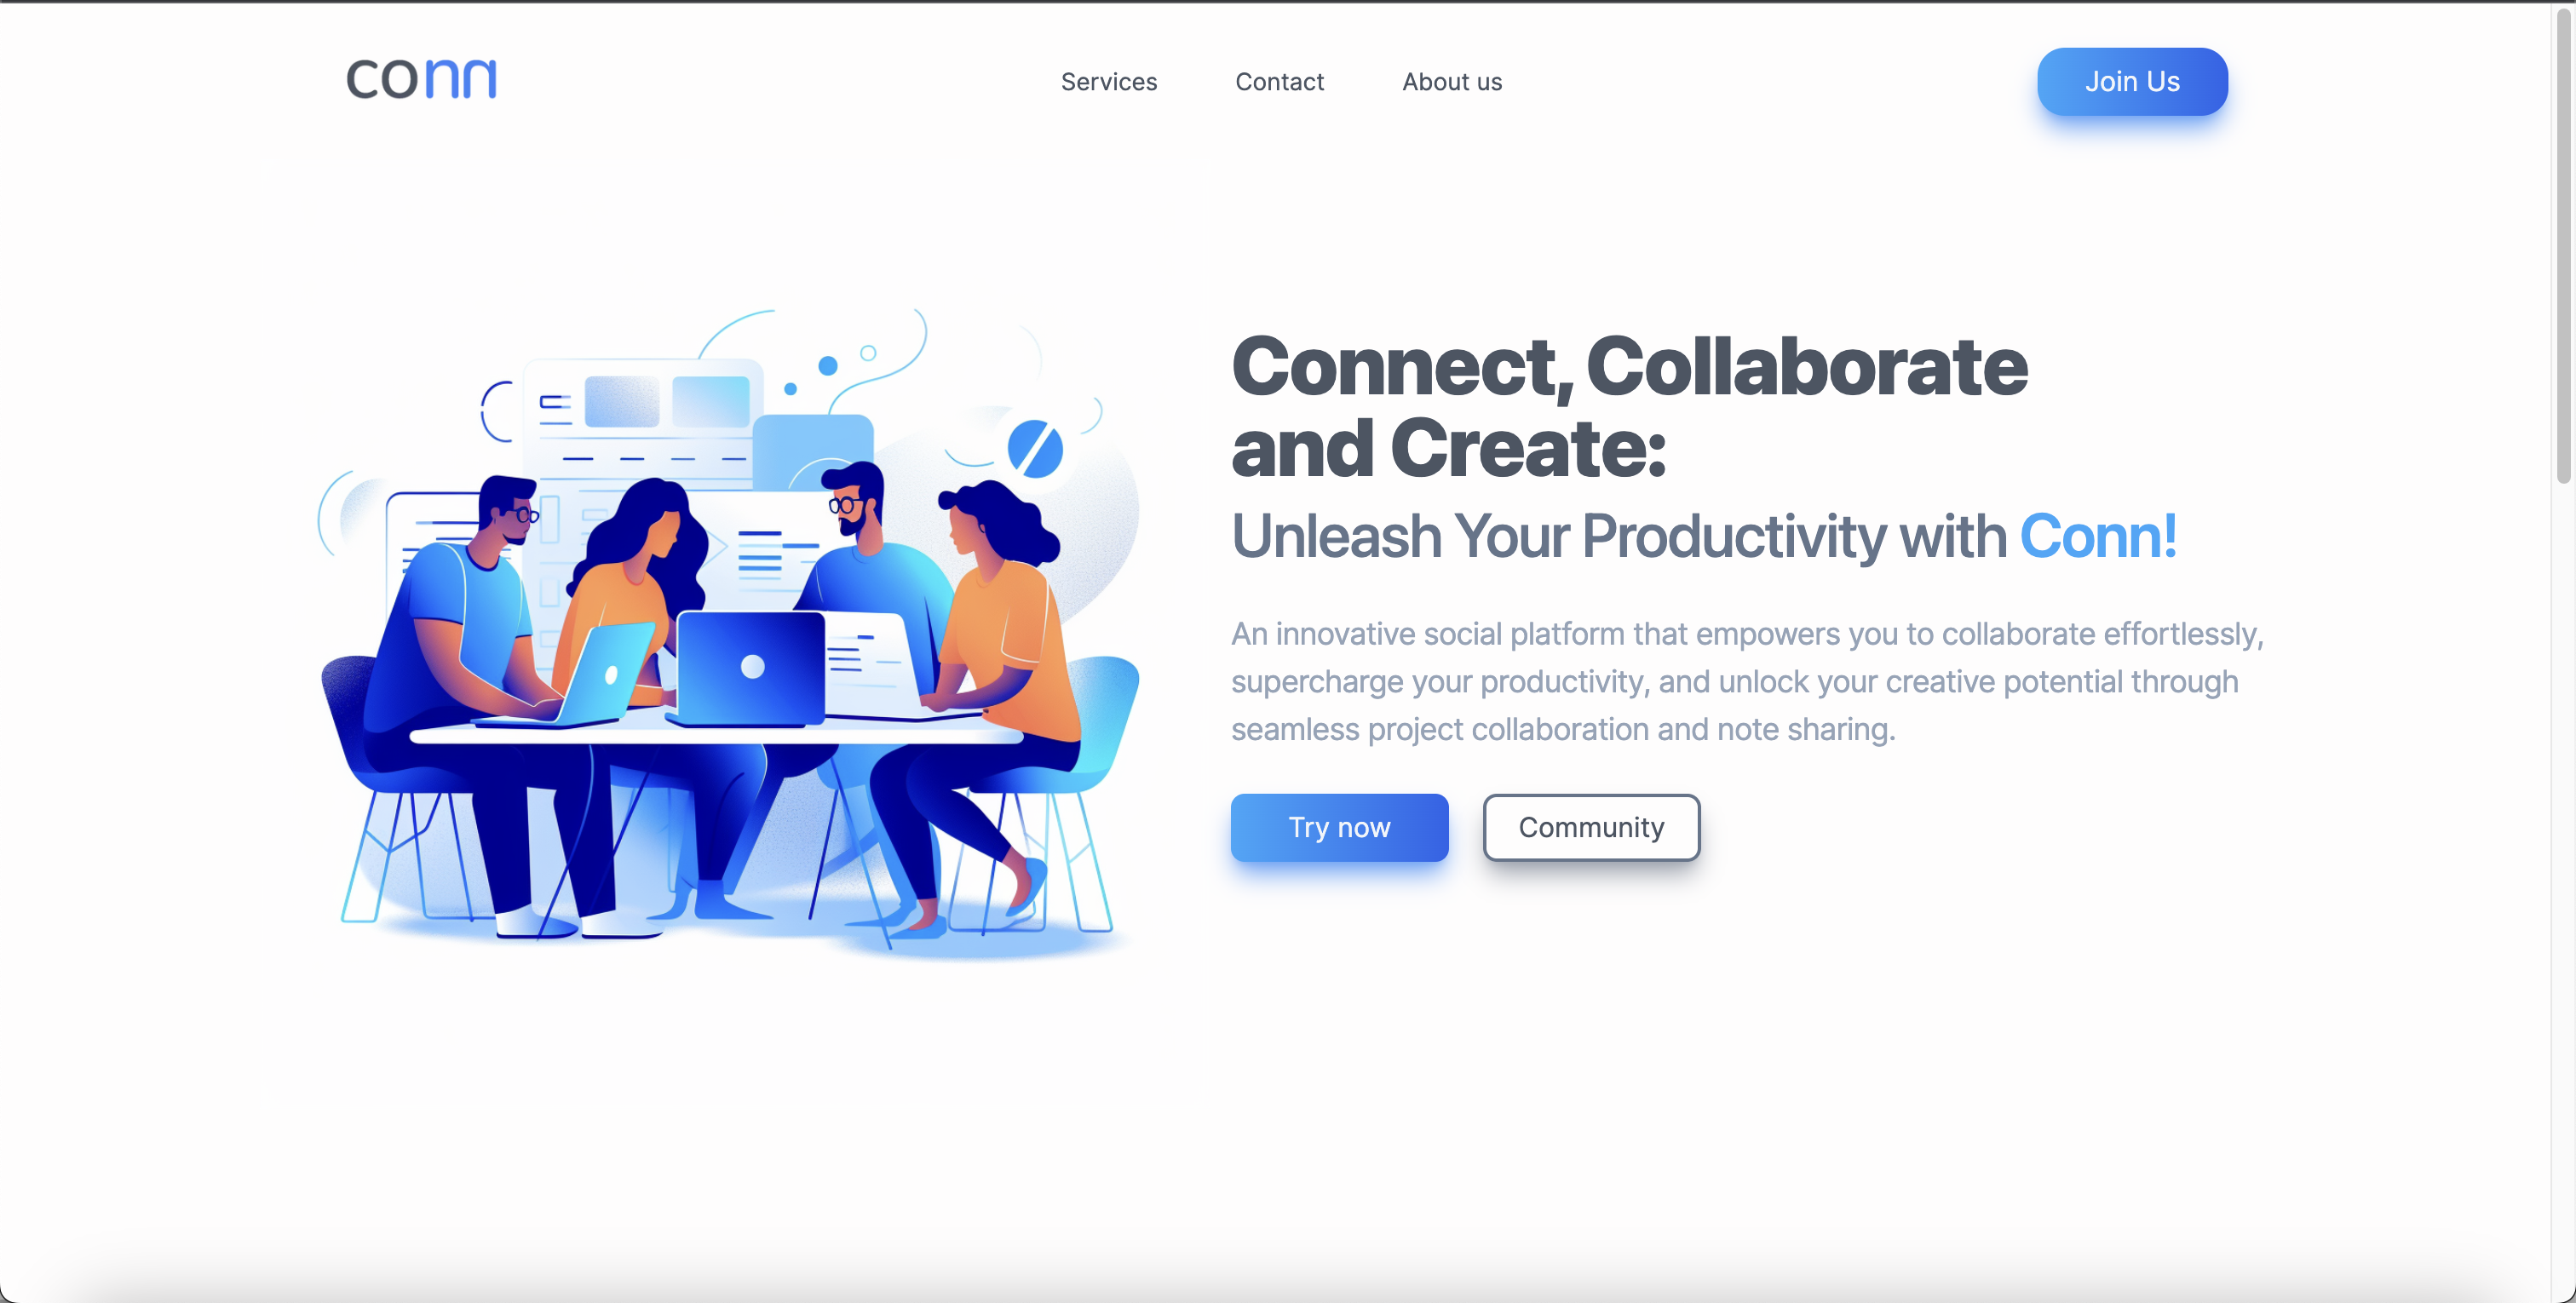 conn
Services
Contact
About us
Join Us
Connect, Collaborate
and Create:
Unleash Your Productivity with Conn!
An innovative social platform that empowers you to collaborate effortlessly,
supercharge your productivity, and unlock your creative potential through
seamless project collaboration and note sharing.
Try now
Community